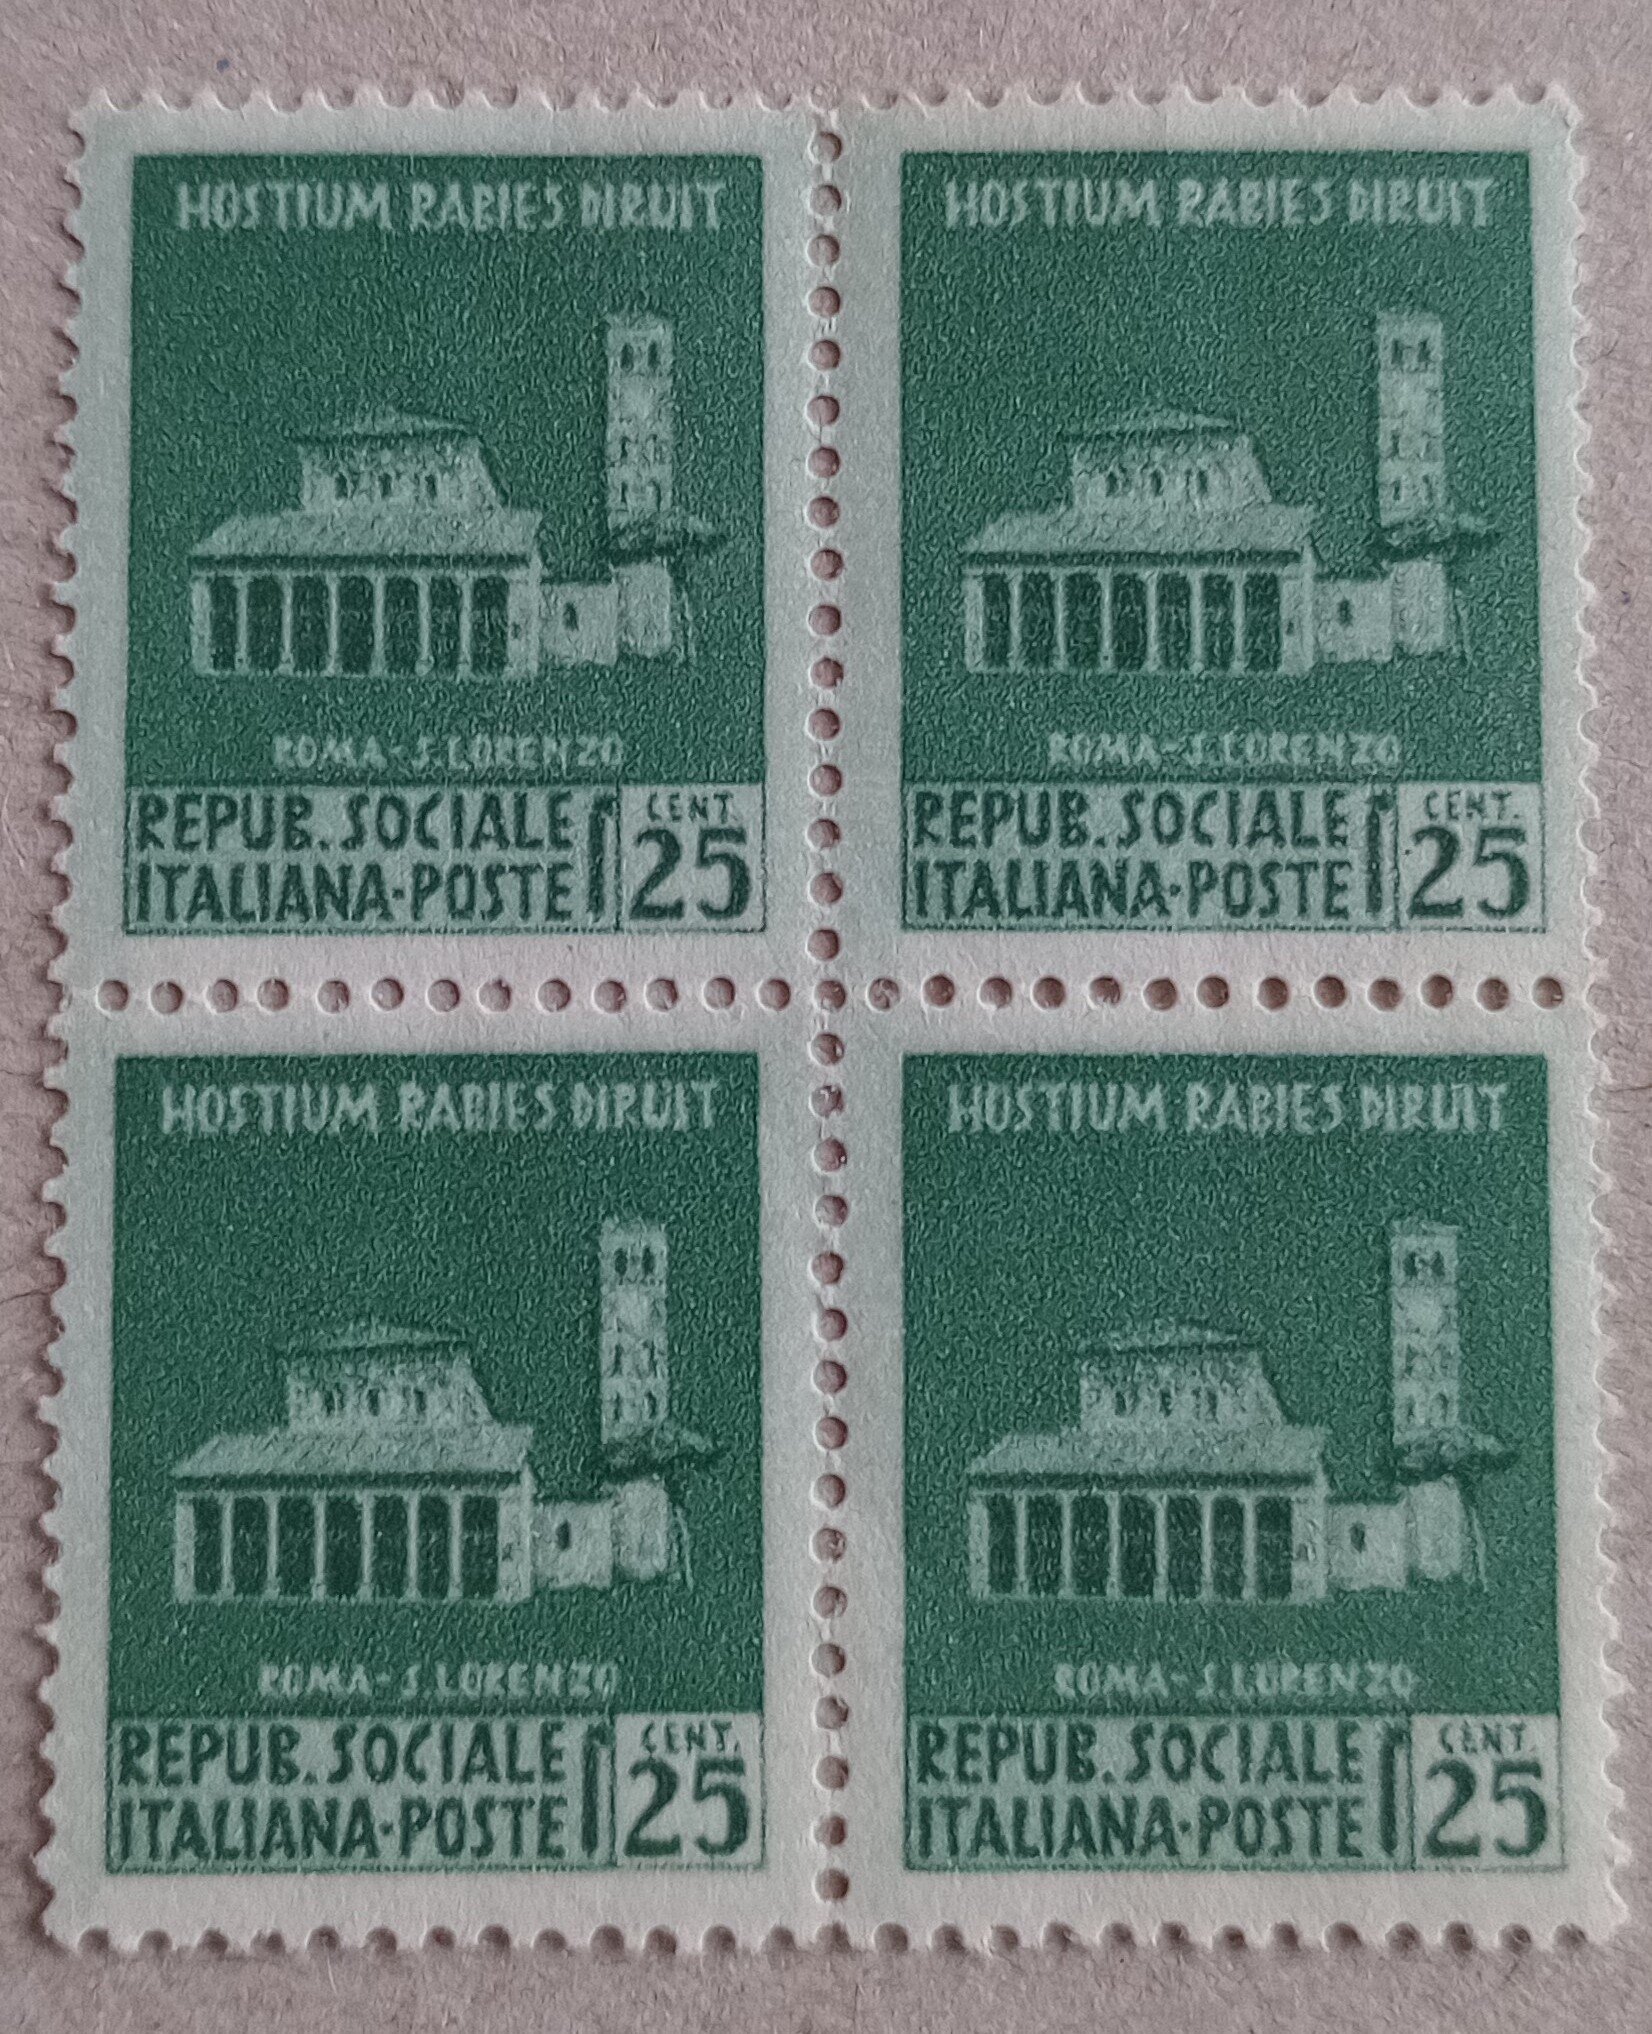 HOSTIUM RABIES DIRUIT
ROMA-S.LORENZO
REPUB. SOCIALE
ITALIANA·POSTE
CENT.
25
HOSTIUM RABIES DIRUIT
ROMA-S.LORENZO
REPUB. SOCIALE
ITALIANA·POSTE
CENT.
25
HOSTIUM RABIES DIRUIT
ROMA-S.LORENZO
REPUB. SOCIALE
ITALIANA·POSTE
CENT.
25
HOSTIUM RABIES DIRUIT
ROMA-S.LORENZO
REPUB. SOCIALE
ITALIANA·POSTE
CENT.
25